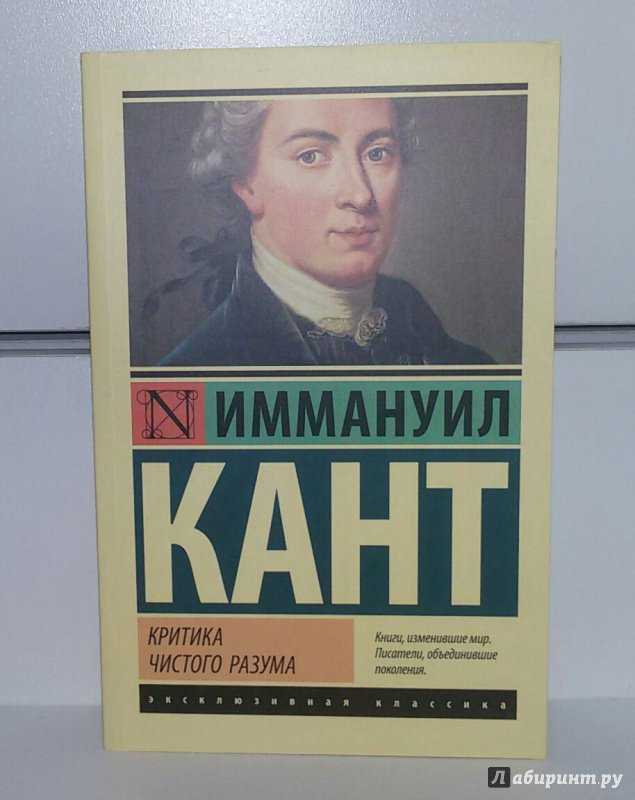 N
ИММАНУИЛ
КАНТ
КРИТИКА
ЧИСТОГО РАЗУМА
Книги, изменившие мир.
Писатели, объединившие
поколения.
эксклюзивная классика
Лабиринт.ру